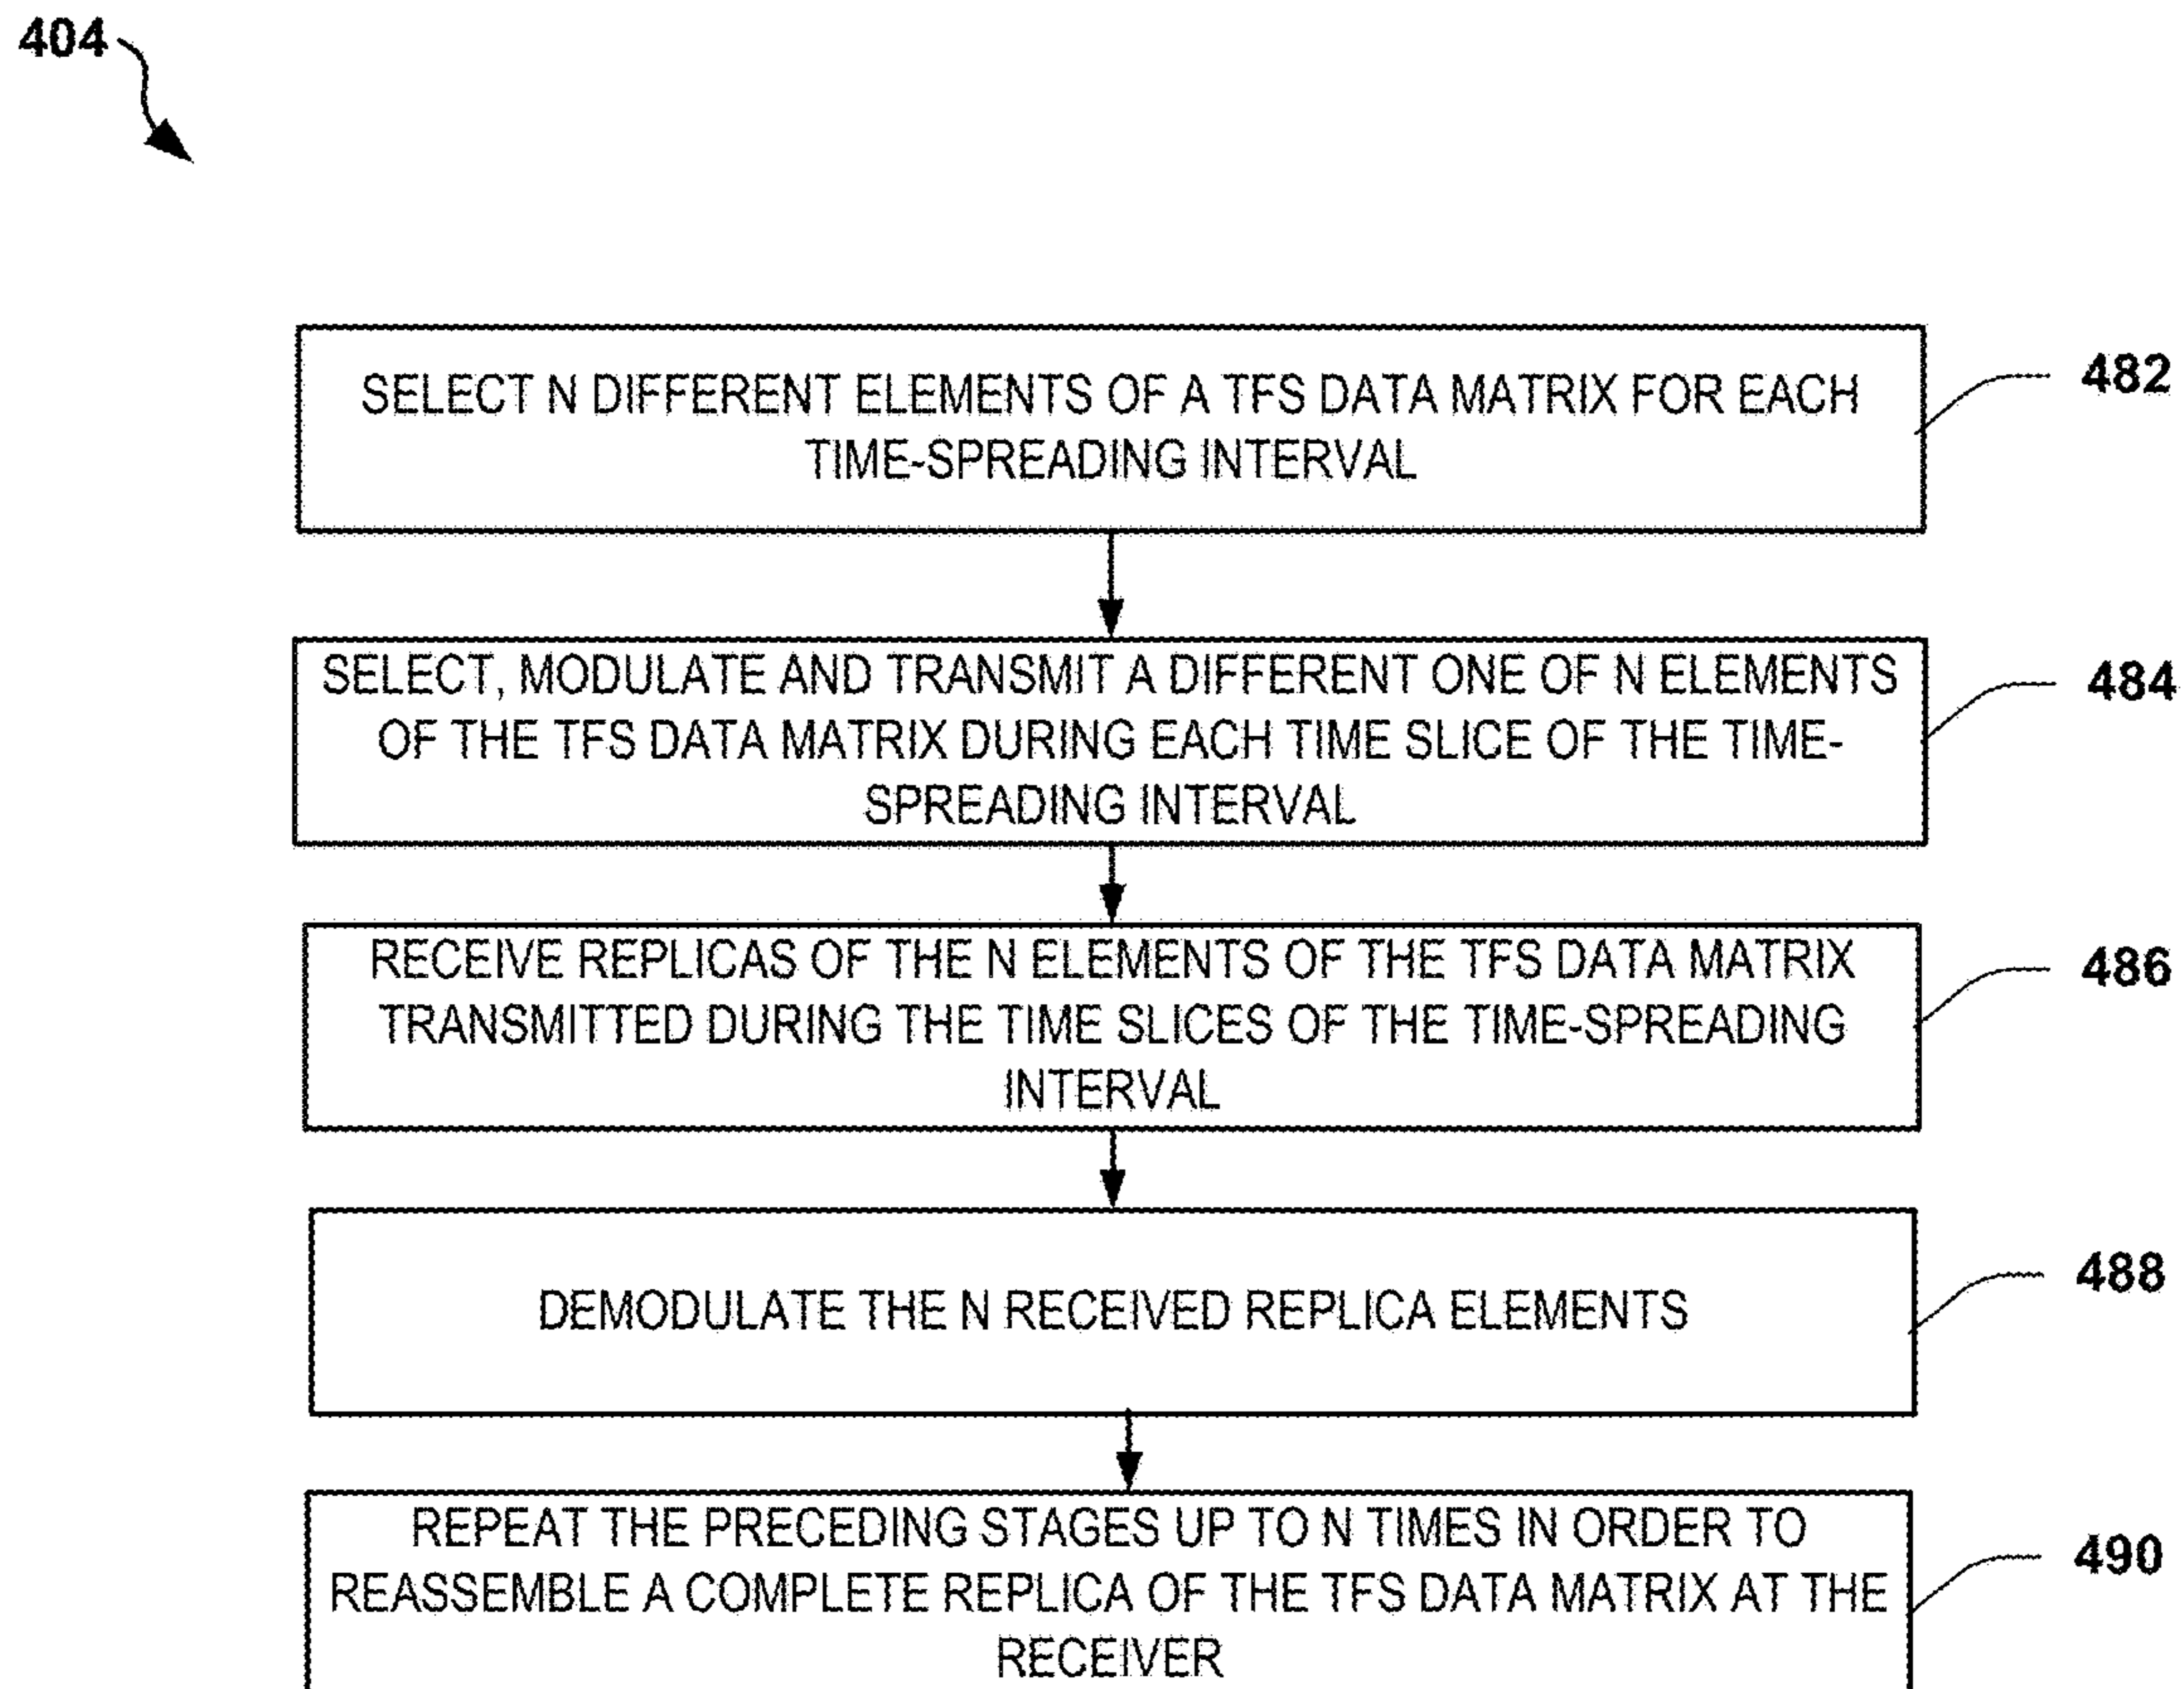 404
SELECT N DIFFERENT ELEMENTS OF A TFS DATA MATRIX FOR EACH
TIME-SPREADING INTERVAL
482
SELECT, MODULATE AND TRANSMIT A DIFFERENT ONE OF N ELEMENTS
OF THE TFS DATA MATRIX DURING EACH TIME SLICE OF THE TIME-
SPREADING INTERVAL
484
RECEIVE REPLICAS OF THE N ELEMENTS OF THE TFS DATA MATRIX
TRANSMITTED DURING THE TIME SLICES OF THE TIME-SPREADING
INTERVAL
486
DEMODULATE THE N RECEIVED REPLICA ELEMENTS
488
REPEAT THE PRECEDING STAGES UP TO N TIMES IN ORDER TO
REASSEMBLE A COMPLETE REPLICA OF THE TFS DATA MATRIX AT THE
RECEIVER
490